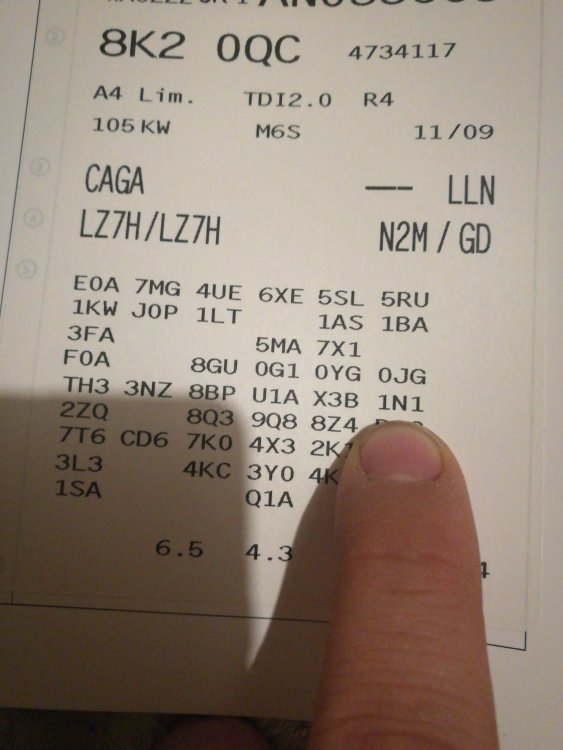 8K2 0QC 4734117
A4 Lim. TDI2.0 R4
105 KW M6S 11/09
CAGA --- LLN
LZ7H/LZ7H N2M / GD
E0A 7MG 4UE 6XE 5SL 5RU
1KW J0P 1LT 1AS 1BA
3FA 5MA 7X1
F0A 8GU 0G1 0YG 0JG
TH3 3NZ 8BP U1A X3B 1N1
2ZQ 8Q3 9Q8 8Z4
7T6 CD6 7K0 4X3
3L3 4KC 3Y0
1SA Q1A
6.5 4.3